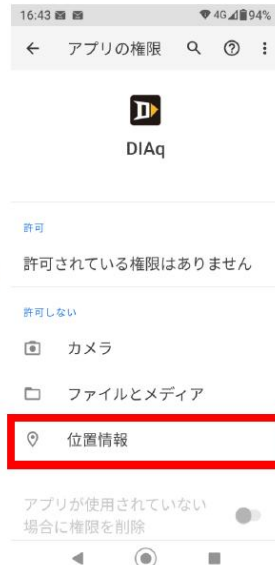 16:43 4G 94%
アプリの権限
DIAq
許可
許可されている権限はありません
許可しない
カメラ
ファイルとメディア
位置情報
アプリが使用されていない
場合に権限を削除